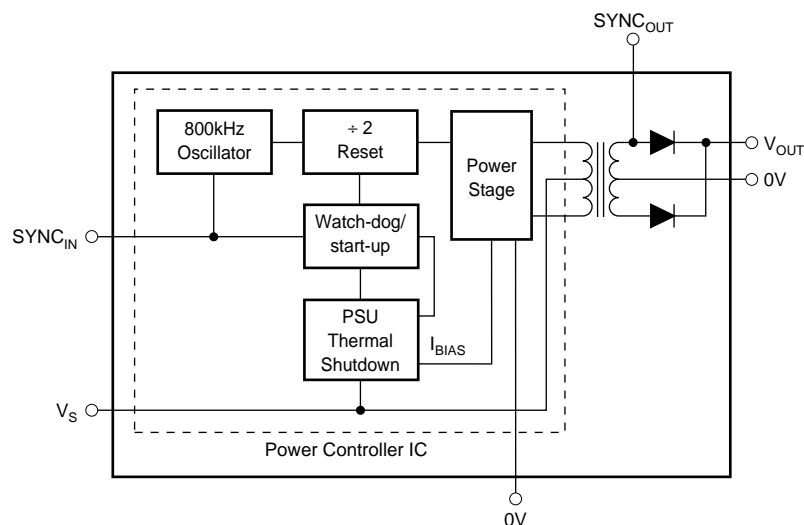 SYNCOUT
800kHz
Oscillator
÷ 2
Reset
Power
Stage
VOUT
0V
SYNCIN
Watch-dog/
start-up
PSU
Thermal
Shutdown
IBIAS
VS
Power Controller IC
0V